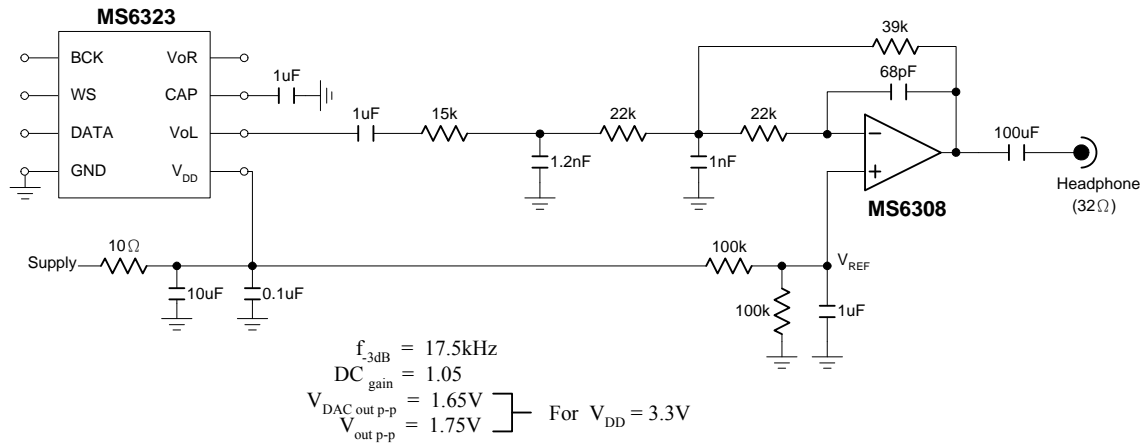 MS6323
BCK
VoR
WS
CAP
DATA
VoL
GND
VDD
1uF
1uF
15k
1.2nF
22k
1nF
22k
39k
68pF
−
+
MS6308
100uF
Headphone
(32Ω)
Supply
10Ω
10uF
0.1uF
100k
VREF
100k
1uF
f-3dB = 17.5kHz
DC gain = 1.05
VDAC out p-p = 1.65V
Vout p-p = 1.75V
For VDD = 3.3V